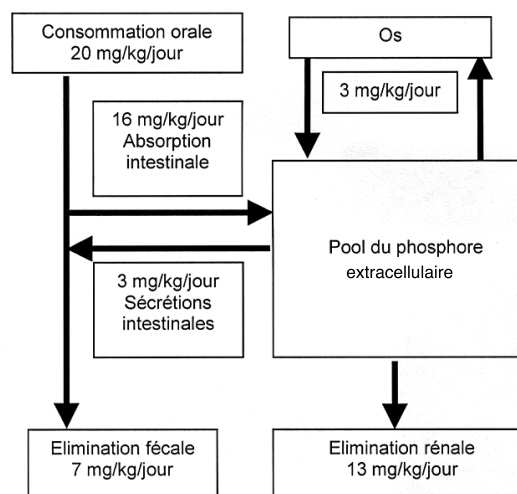 Consommation orale
20 mg/kg/jour
Os
3 mg/kg/jour
16 mg/kg/jour
Absorption
intestinale
Pool du phosphore
extracellulaire
3 mg/kg/jour
Sécrétions
intestinales
Elimination fécale
7 mg/kg/jour
Elimination rénale
13 mg/kg/jour